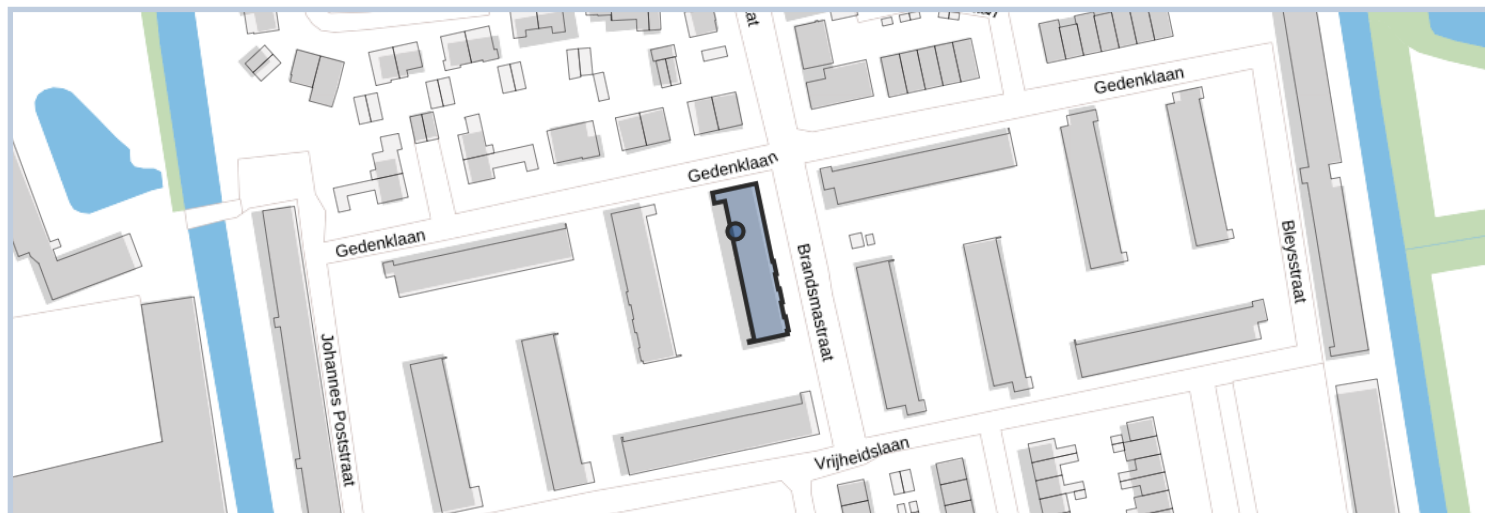 Gedenklaan
Gedenklaan
Gedenklaan
Brandsmastraat
Bleysstraat
Johannes Poststraat
Vrijheidslaan